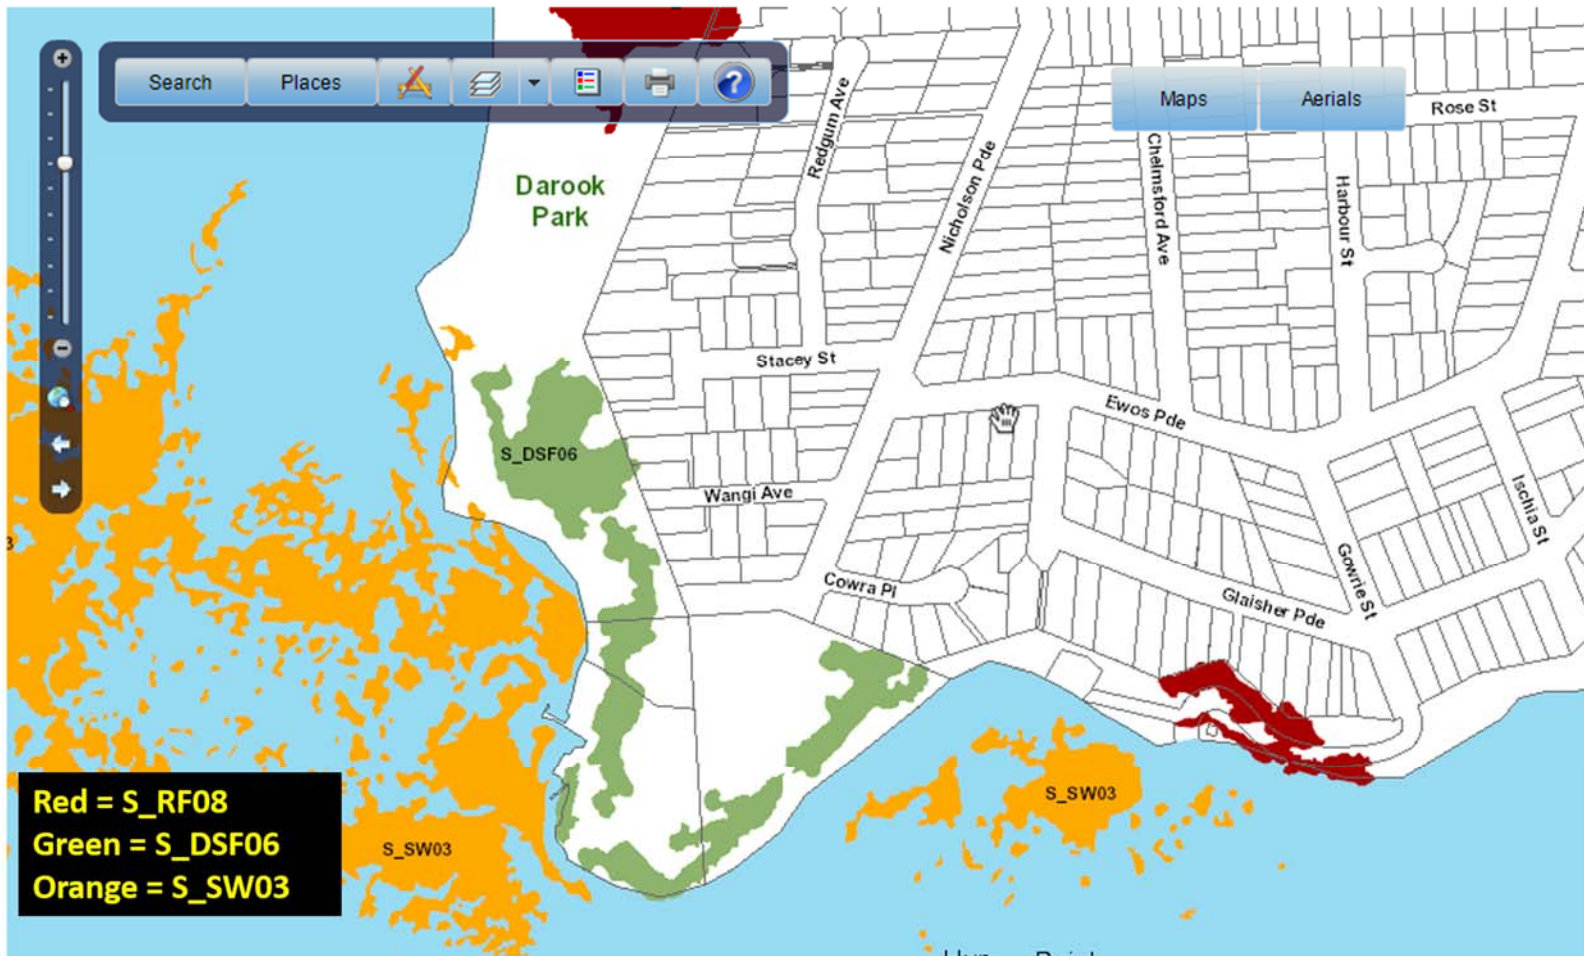 Search
Places
Maps
Aerials
Rose St
Redgum Ave
Nicholson Pde
Chelmsford Ave
Harbour St
Darook
Park
Stacey St
Ewos Pde
S_DSF06
Wangi Ave
Ischia St
3
Cowra Pl
Gowrie St
Glaisher Pde
S_SW03
Red = S_RF08
Green = S_DSF06
Orange = S_SW03
S_SW03